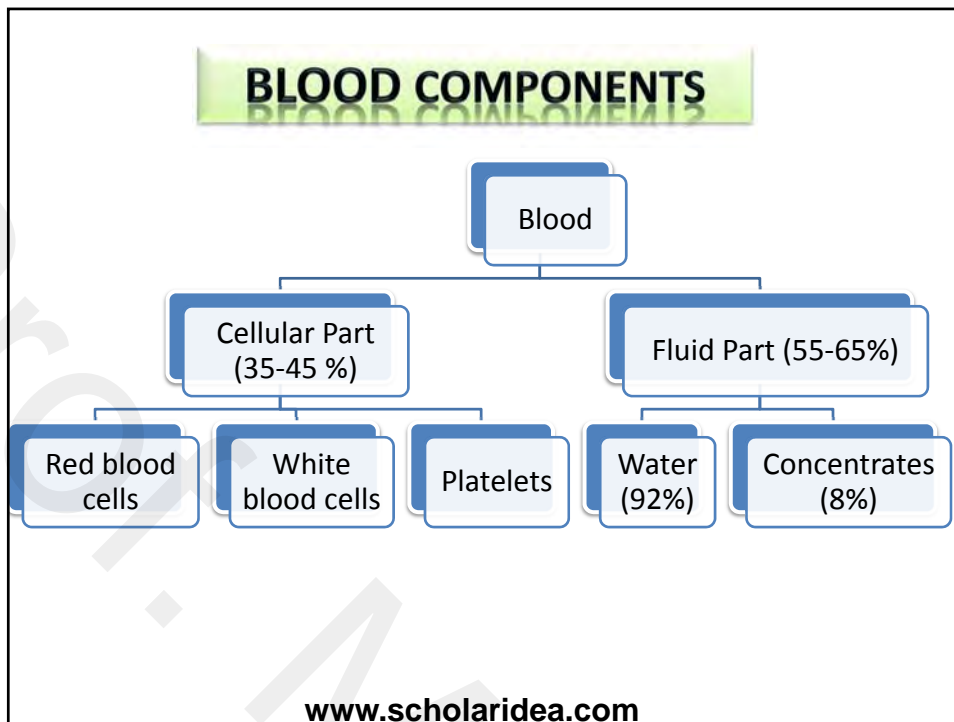 BLOOD COMPONENTS
Blood
Cellular Part
(35-45 %)
Fluid Part (55-65%)
Red blood
cells
White
blood cells
Platelets
Water
(92%)
Concentrates
(8%)
www.scholaridea.com